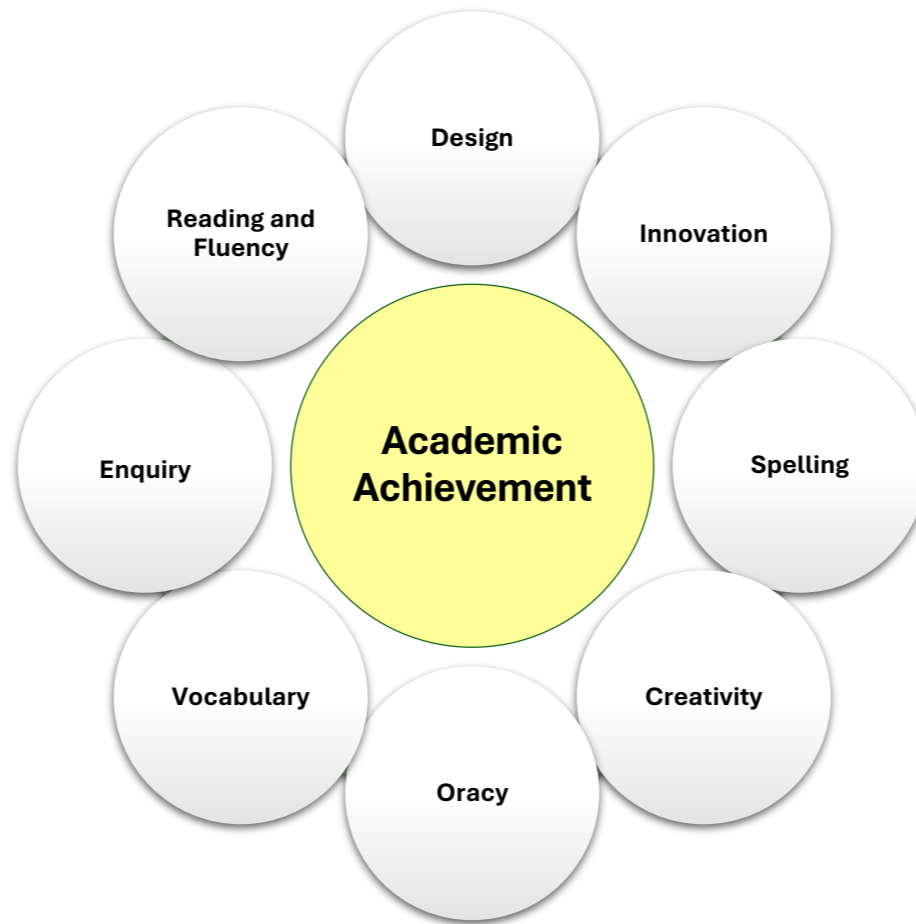 Design
Reading and
Fluency
Innovation
Academic
Achievement
Enquiry
Spelling
Vocabulary
Creativity
Oracy